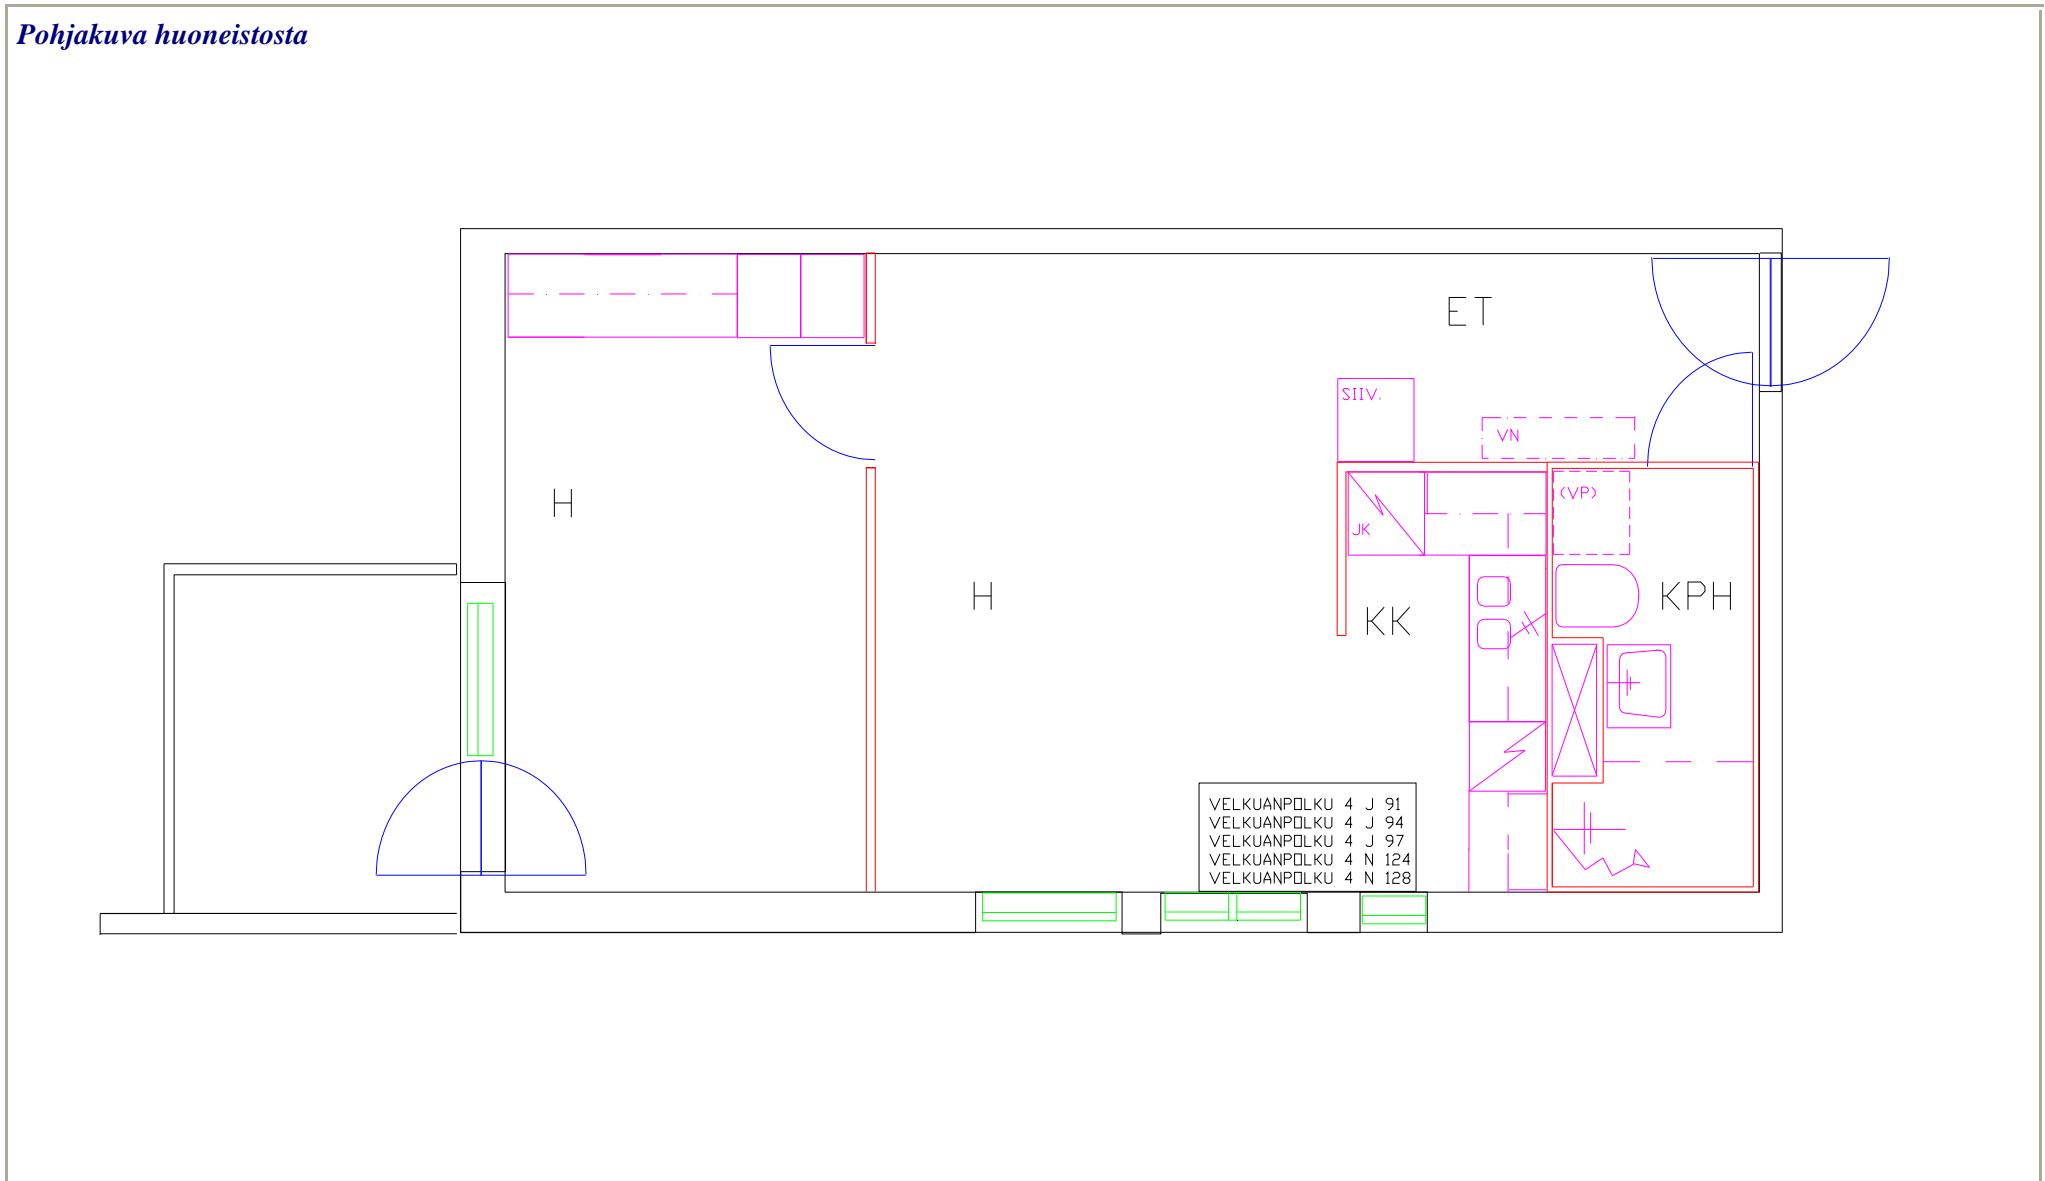 Pohjakuva huoneistosta
ET
SIIV.
VN
H
(VP)
JK
H
KK
KPH
VELKUANPOLKU 4 J 91
VELKUANPOLKU 4 J 94
VELKUANPOLKU 4 J 97
VELKUANPOLKU 4 N 124
VELKUANPOLKU 4 N 128